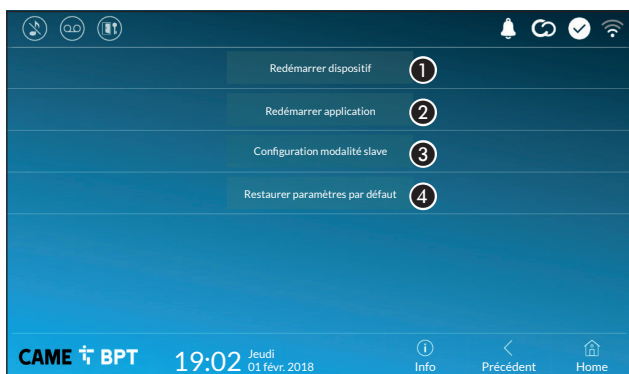 Redémarrer dispositif
1
Redémarrer application
2
Configuration modalité slave
3
Restaurer paramètres par défaut
4
CAME BPT
19:02
Jeudi
01 févr. 2018
Info
Précédent
Home